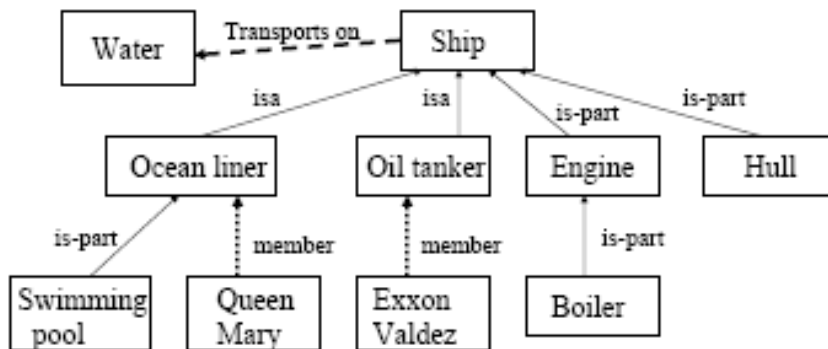 Water
Transports on
Ship
isa
isa
is-part
is-part
Ocean liner
Oil tanker
Engine
Hull
is-part
member
member
is-part
Swimming
pool
Queen
Mary
Exxon
Valdez
Boiler